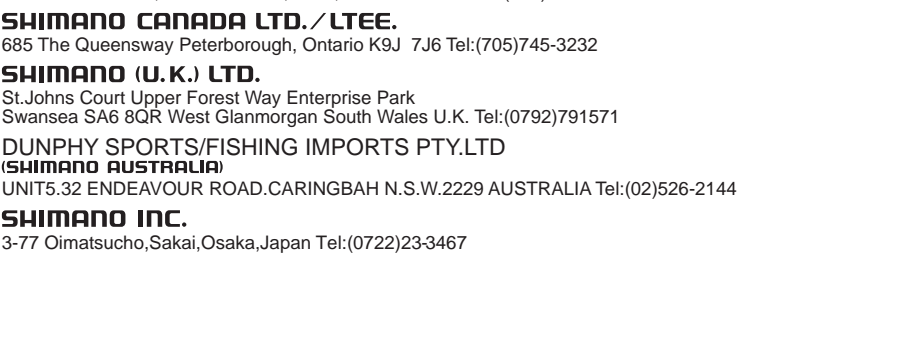 SHIMANO CANADA LTD./LTEE.
685 The Queensway Peterborough, Ontario K9J 7J6 Tel:(705)745-3232
SHIMANO (U.K.) LTD.
St.Johns Court Upper Forest Way Enterprise Park
Swansea SA6 8QR West Glanmorgan South Wales U.K. Tel:(0792)791571
DUNPHY SPORTS/FISHING IMPORTS PTY.LTD
(SHIMANO AUSTRALIA)
UNIT5.32 ENDEAVOUR ROAD.CARINGBAH N.S.W.2229 AUSTRALIA Tel:(02)526-2144
SHIMANO INC.
3-77 Oimatsucho,Sakai,Osaka,Japan Tel:(0722)23-3467